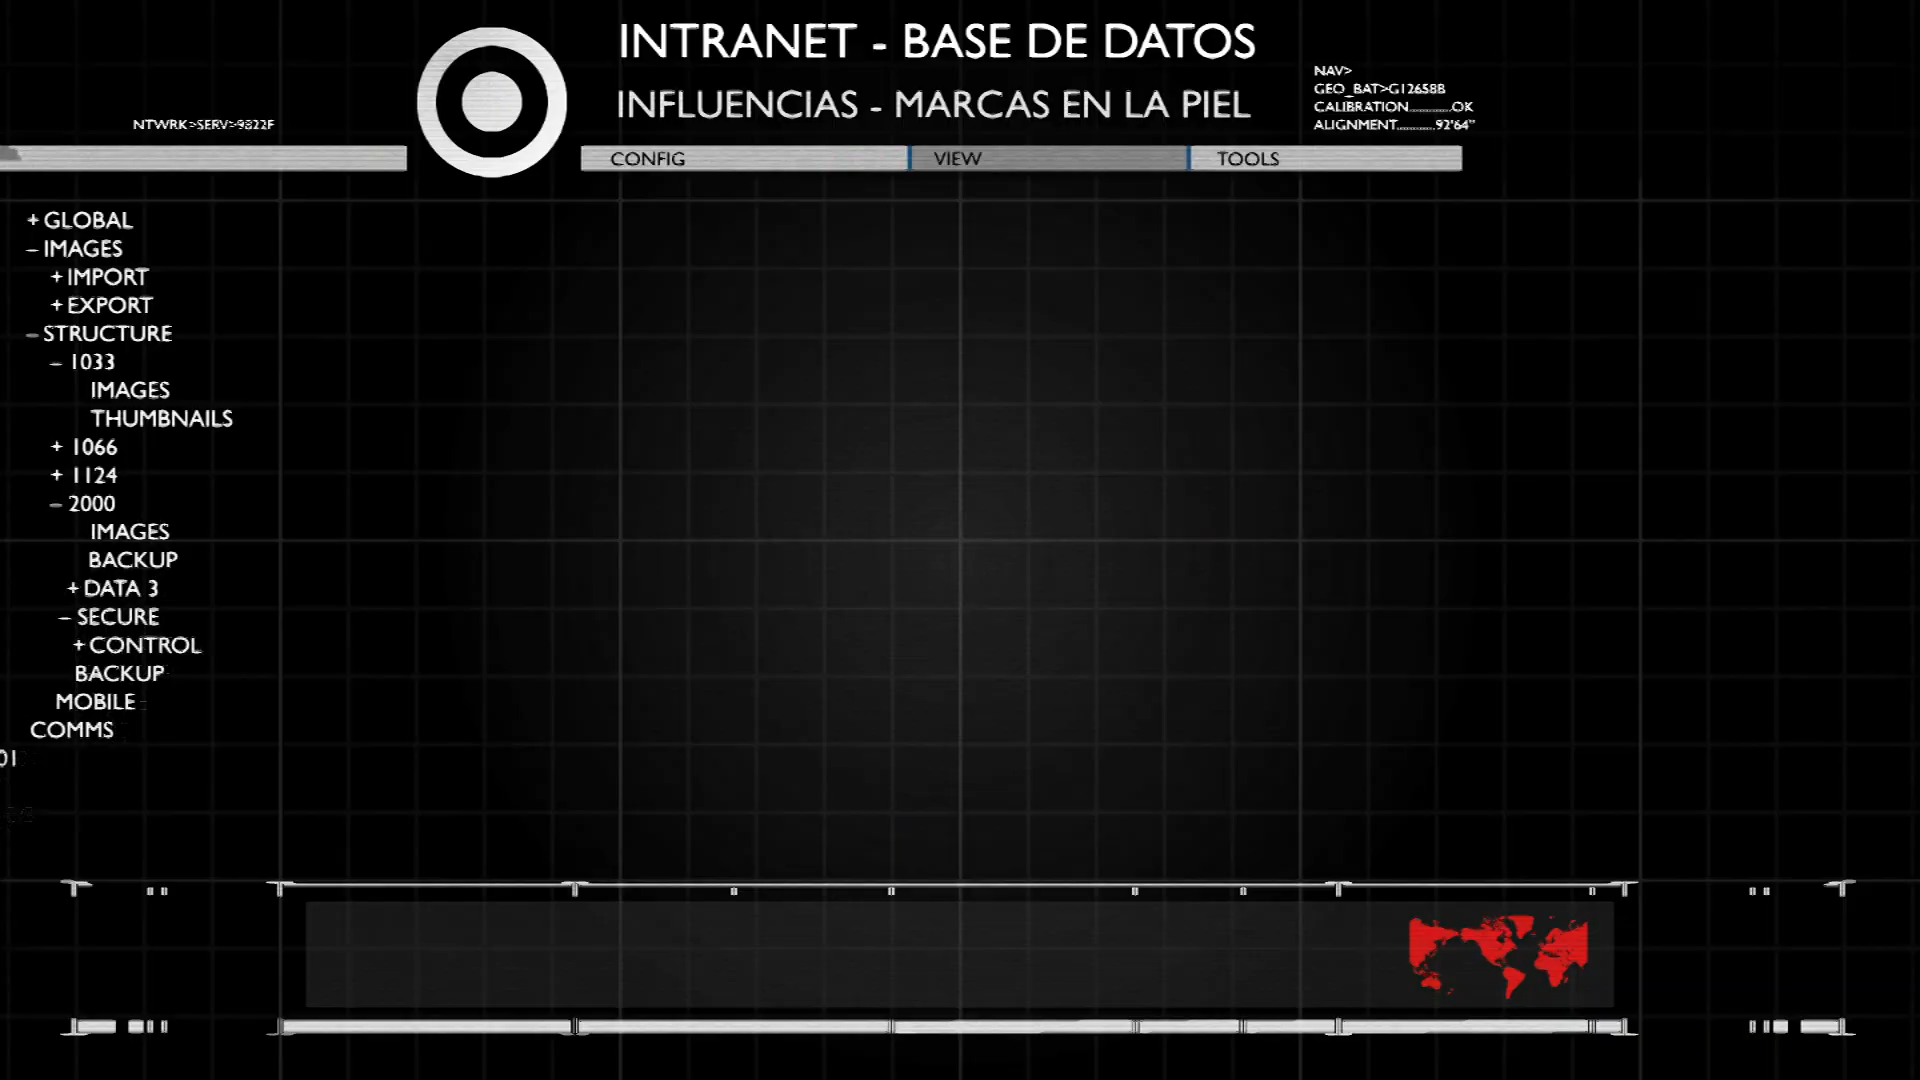 INTRANET - BASE DE DATOS
INFLUENCIAS - MARCAS EN LA PIEL
NAV>
GEO_BAT>G12658B
CALIBRATION............OK
ALIGNMENT...........92'64"
NTWRK>SERV>9822F
CONFIG
VIEW
TOOLS
+ GLOBAL
– IMAGES
+ IMPORT
+ EXPORT
– STRUCTURE
– 1033
IMAGES
THUMBNAILS
+ 1066
+ 1124
– 2000
IMAGES
BACKUP
+ DATA 3
– SECURE
+ CONTROL
BACKUP
MOBILE
COMMS
01